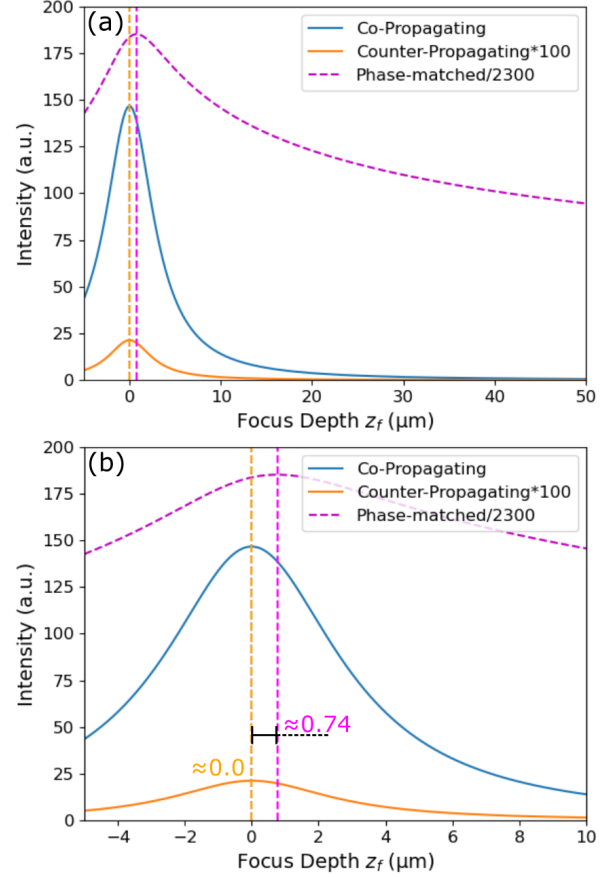 (a)
Co-Propagating
Counter-Propagating*100
Phase-matched/2300
Intensity (a.u.)
200
175
150
125
100
75
50
25
0
0 10 20 30 40 50
Focus Depth z_f (μm)
(b)
Co-Propagating
Counter-Propagating*100
Phase-matched/2300
Intensity (a.u.)
200
175
150
125
100
75
50
25
0
≈0.74
≈0.0
−4 −2 0 2 4 6 8 10
Focus Depth z_f (μm)